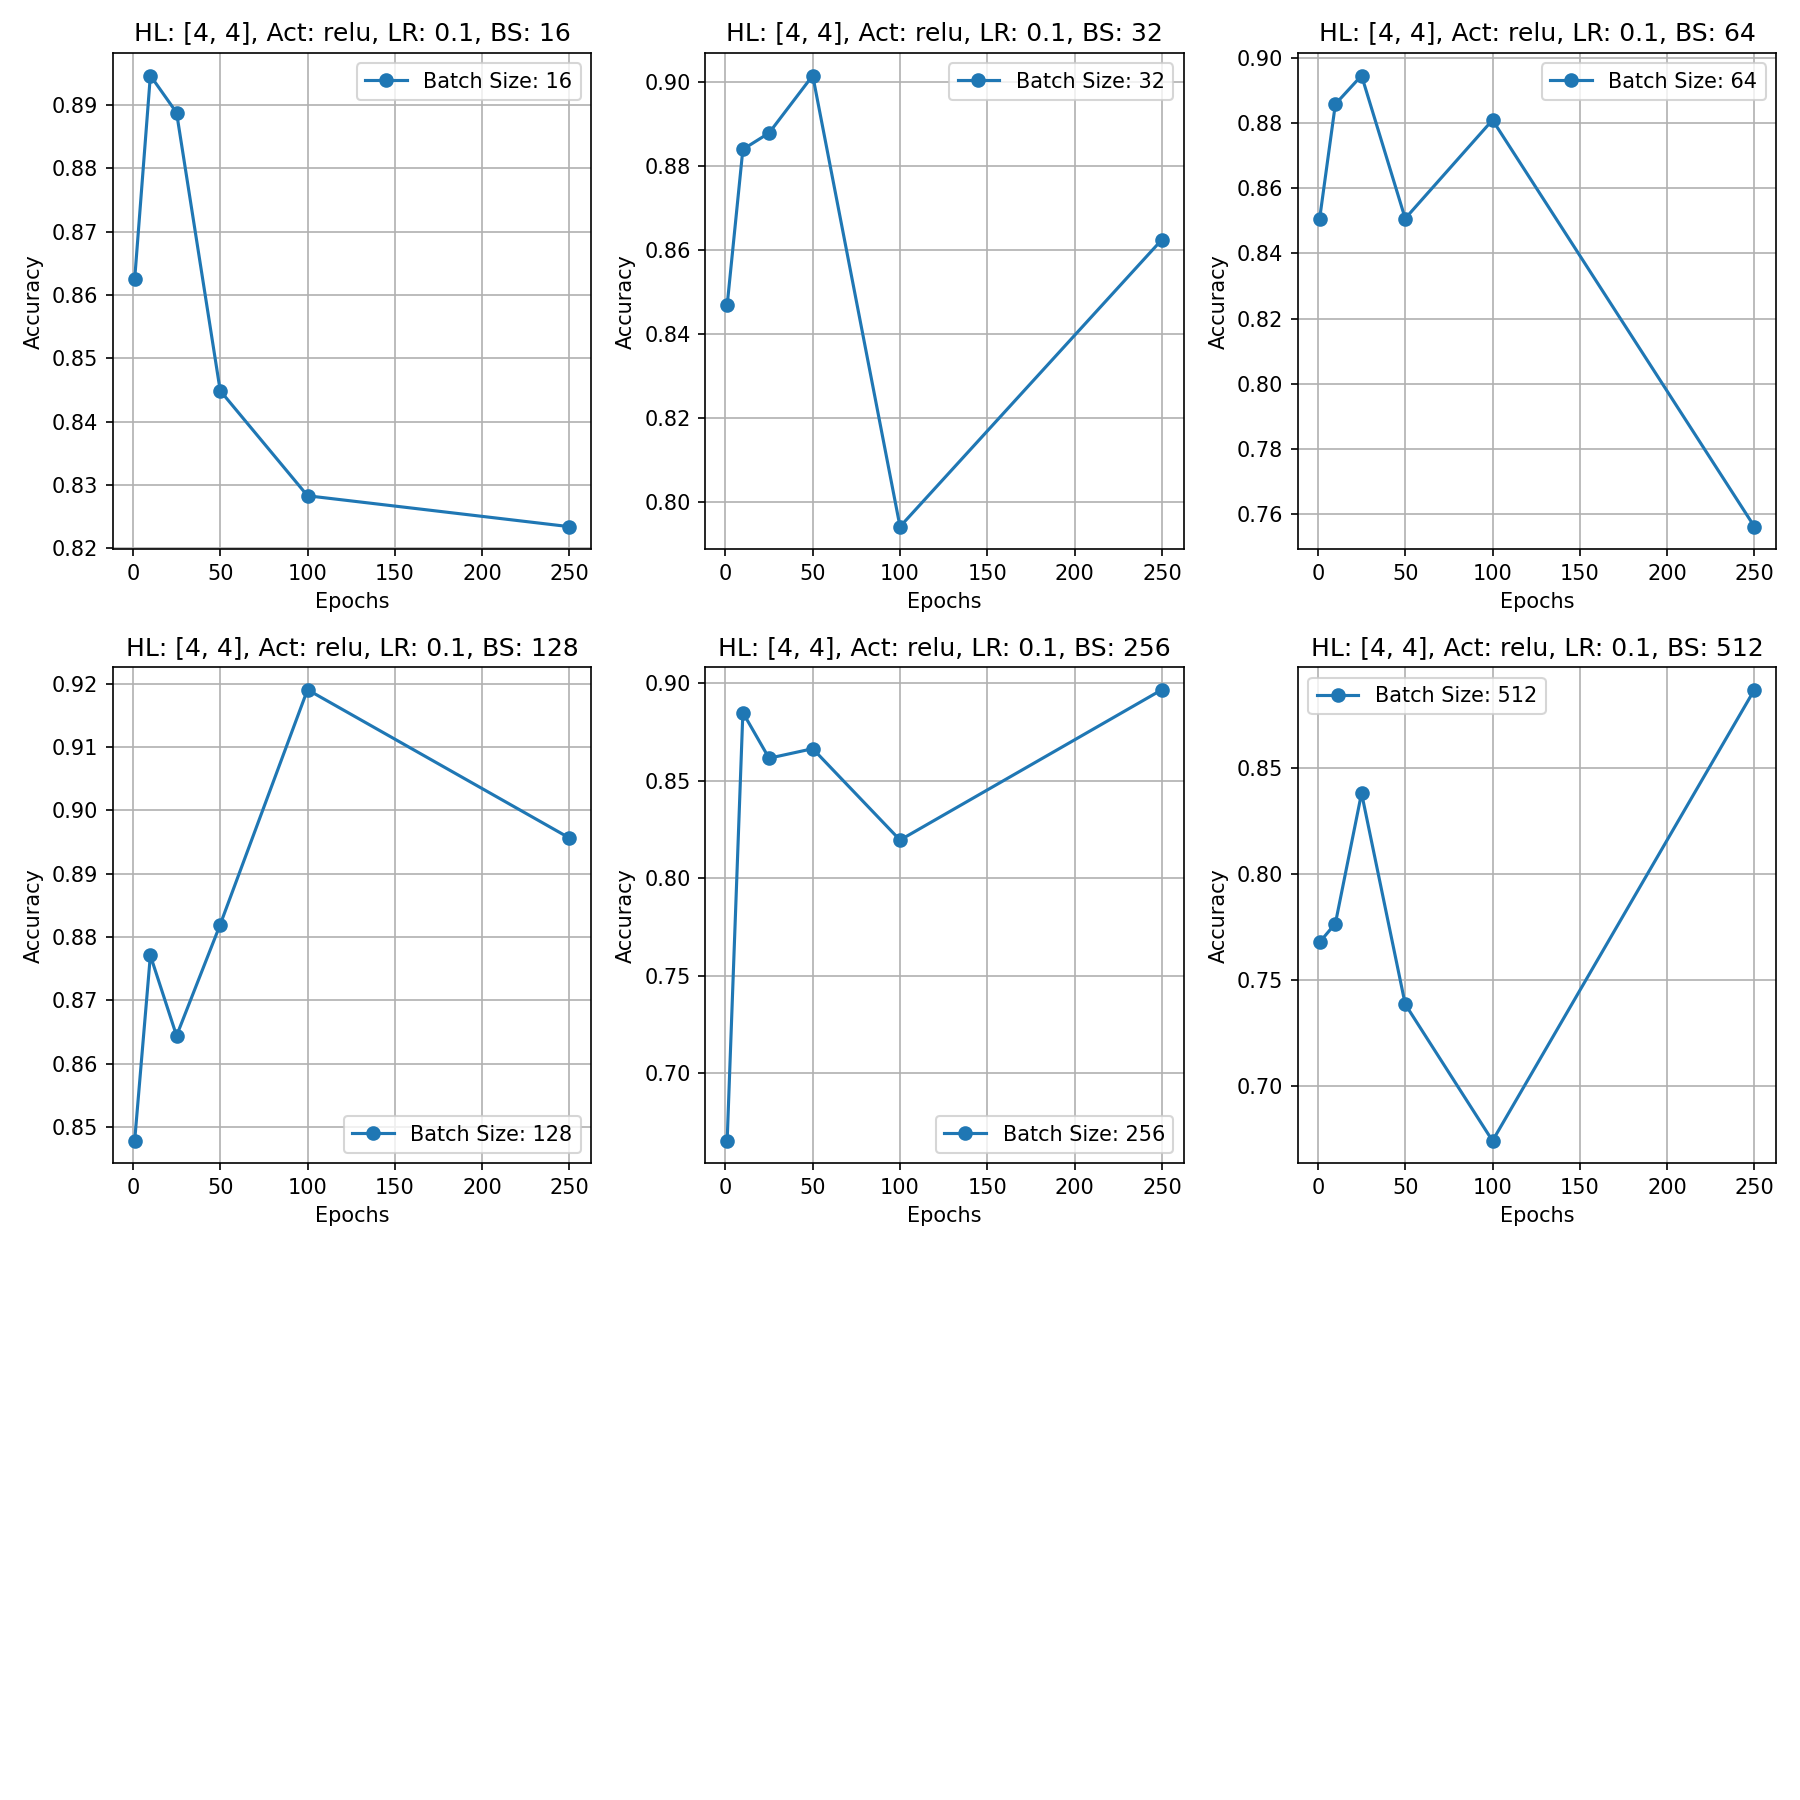 HL: [4, 4], Act: relu, LR: 0.1, BS: 16
Batch Size: 16
0.89
0.88
0.87
0.86
0.85
0.84
0.83
0.82
Accuracy
0 50 100 150 200 250
Epochs
HL: [4, 4], Act: relu, LR: 0.1, BS: 32
Batch Size: 32
0.90
0.88
0.86
0.84
0.82
0.80
Accuracy
0 50 100 150 200 250
Epochs
HL: [4, 4], Act: relu, LR: 0.1, BS: 64
Batch Size: 64
0.90
0.88
0.86
0.84
0.82
0.80
0.78
0.76
Accuracy
0 50 100 150 200 250
Epochs
HL: [4, 4], Act: relu, LR: 0.1, BS: 128
0.92
0.91
0.90
0.89
0.88
0.87
0.86
0.85
Accuracy
Batch Size: 128
0 50 100 150 200 250
Epochs
HL: [4, 4], Act: relu, LR: 0.1, BS: 256
0.90
0.85
0.80
0.75
0.70
Accuracy
Batch Size: 256
0 50 100 150 200 250
Epochs
HL: [4, 4], Act: relu, LR: 0.1, BS: 512
Batch Size: 512
0.85
0.80
0.75
0.70
Accuracy
0 50 100 150 200 250
Epochs